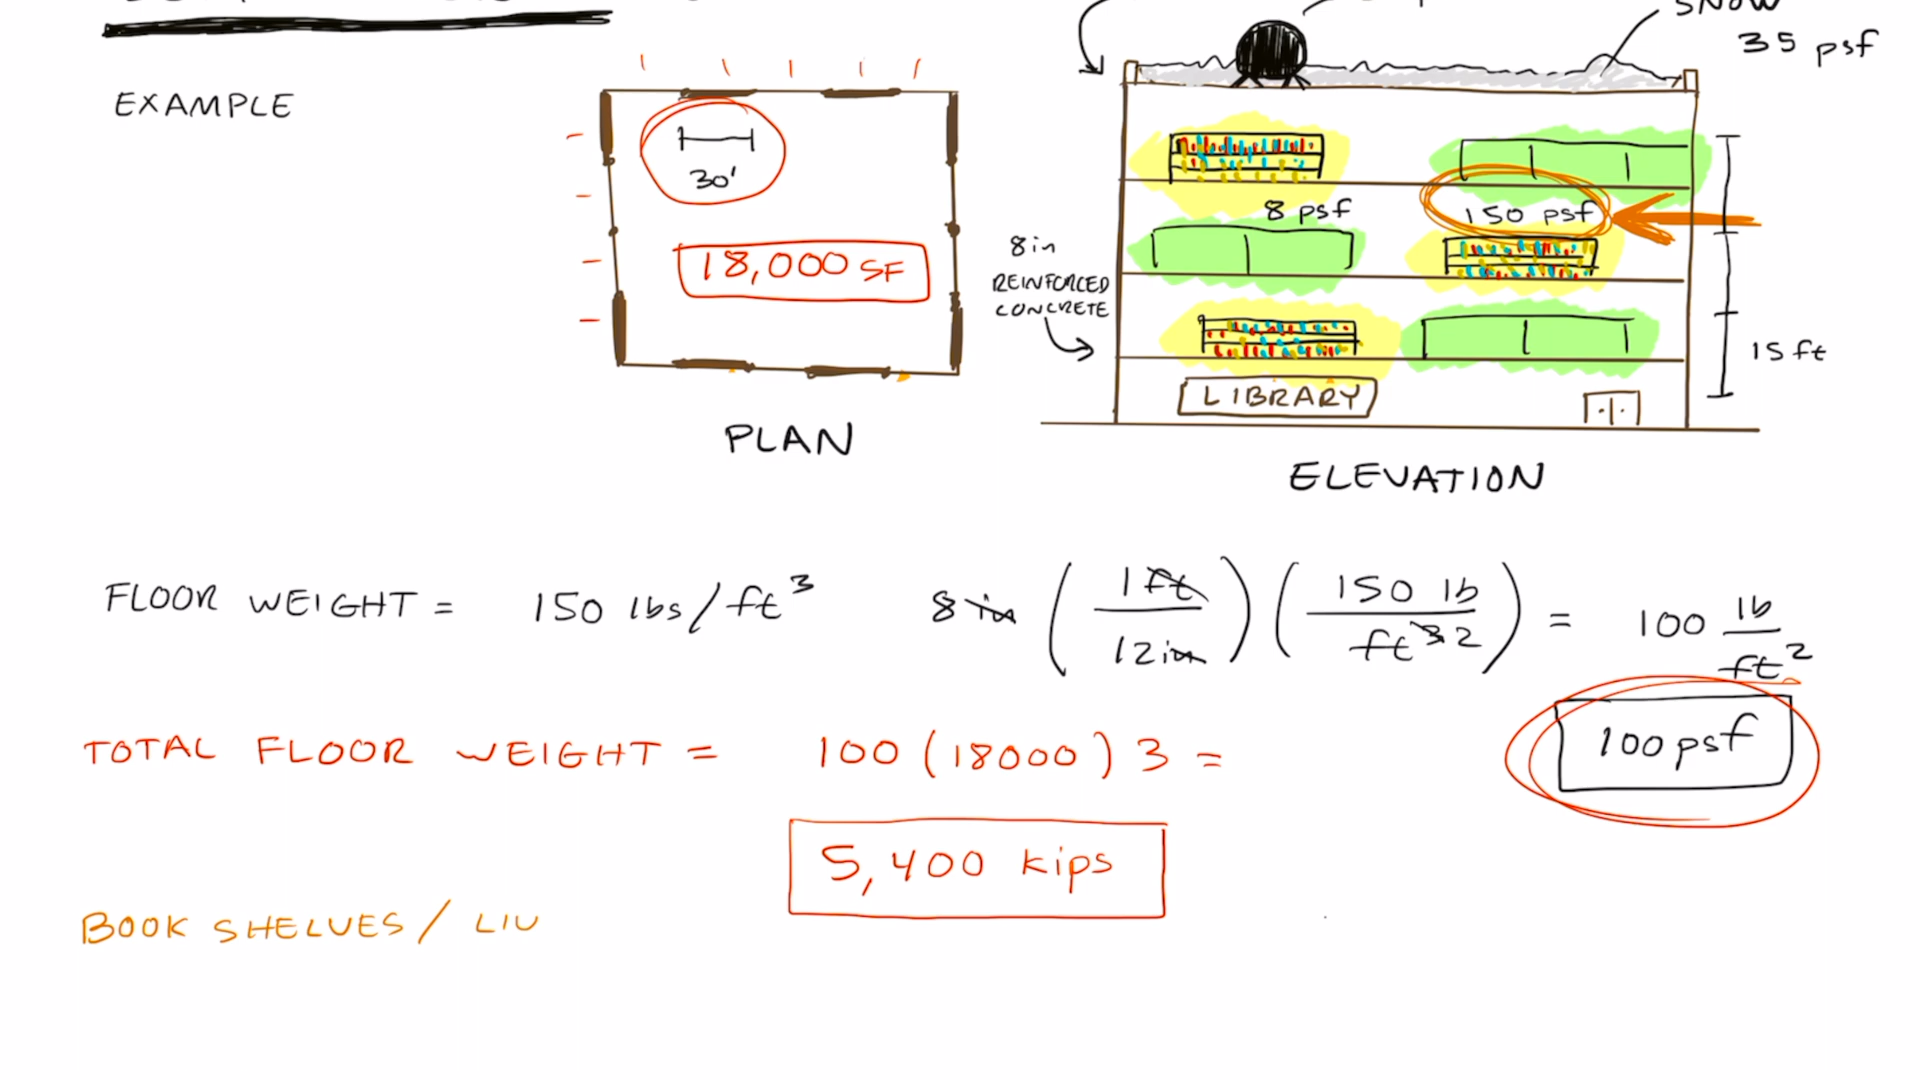 SNOW
35 psf
EXAMPLE
30'
18,000 SF
PLAN
8 psf
150 psf
8in
REINFORCED
CONCRETE
15 ft
LIBRARY
ELEVATION
FLOOR WEIGHT = 150 lbs/ft³ 8 in (1 ft / 12 in) (150 lb / ft³ 2) = 100 lb / ft²
100 psf
TOTAL FLOOR WEIGHT = 100 (18000) 3 =
5,400 kips
BOOK SHELVES / LIV